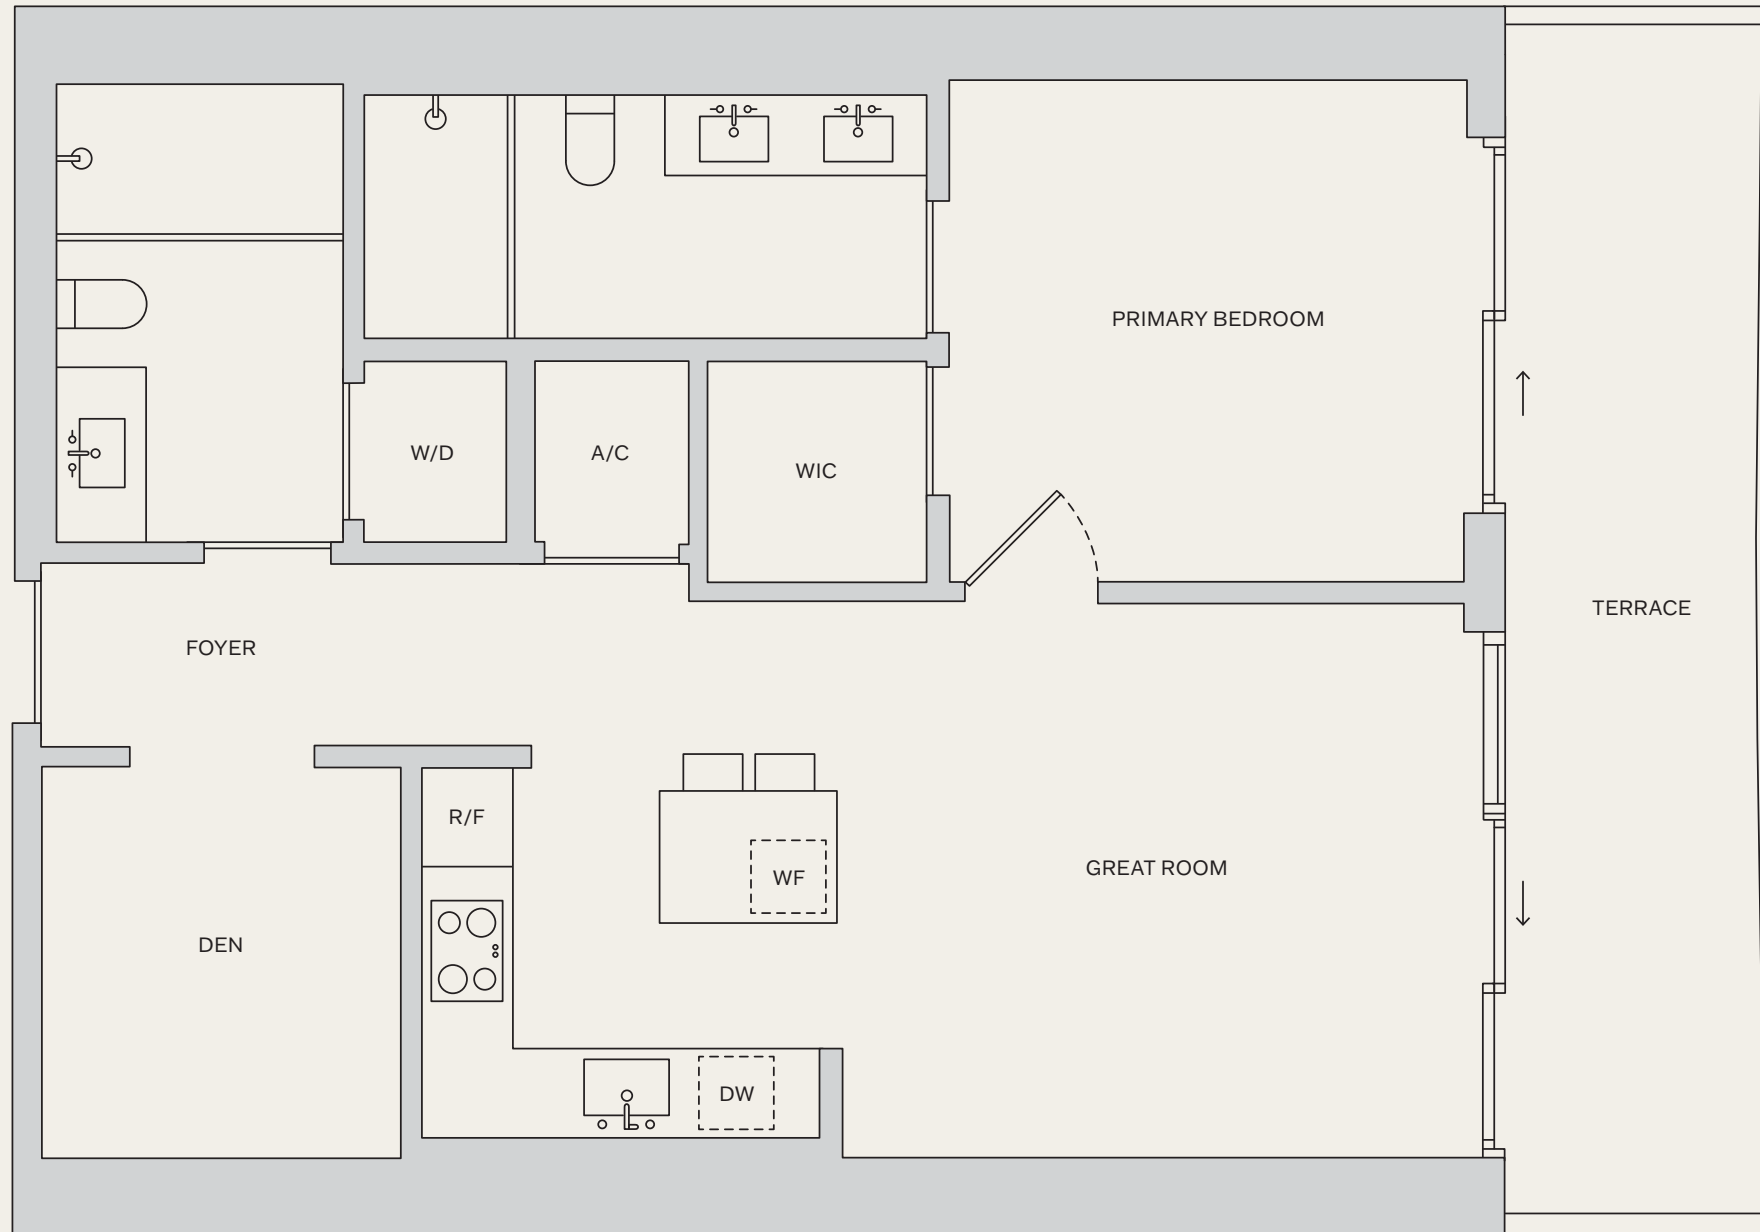 PRIMARY BEDROOM
W/D
A/C
WIC
TERRACE
FOYER
R/F
WF
GREAT ROOM
DEN
DW